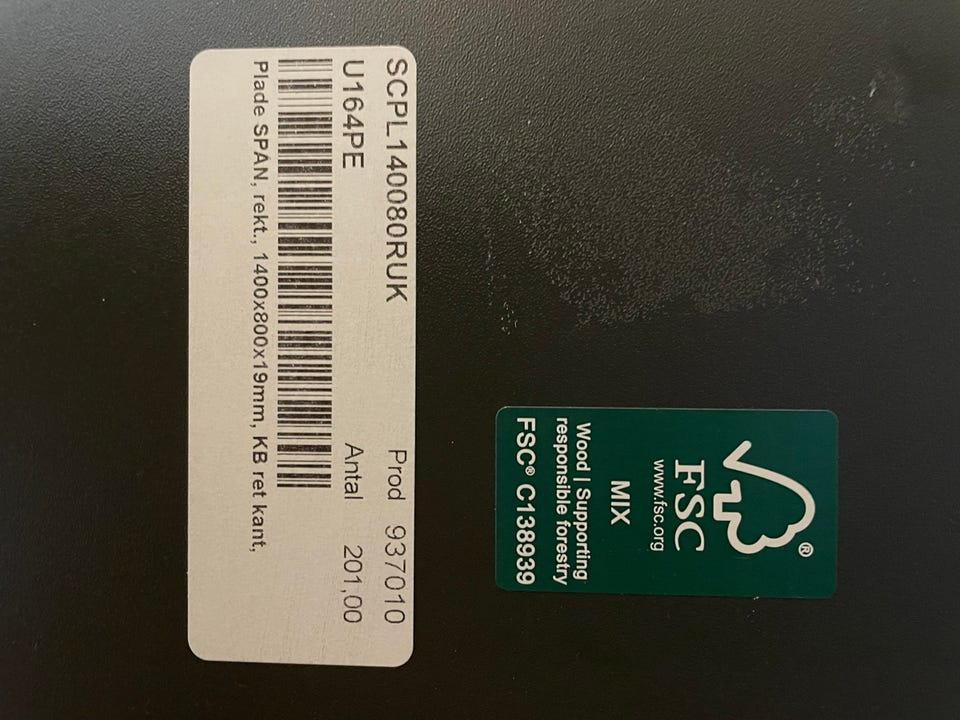 SCPL140080RUK Prod 937010
U164PE Antal 201,00
Plade SPAN, rekt., 1400x800x19mm, KB ret kant,
®
FSC
www.fsc.org
MIX
Wood | Supporting
responsible forestry
FSC® C138939